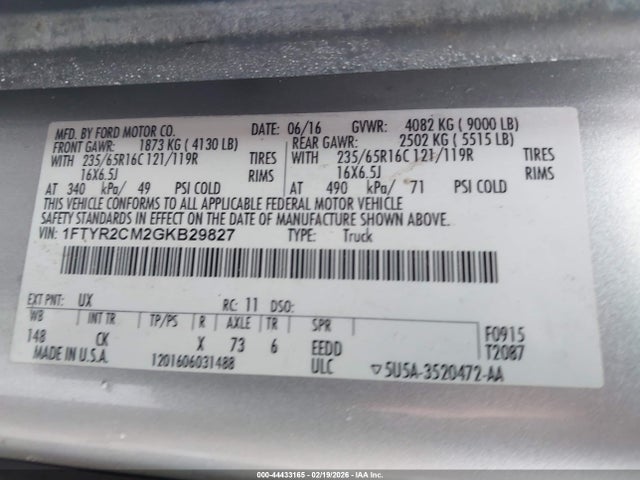 MFD. BY FORD MOTOR CO. DATE: 06/16 GVWR: 4082 KG ( 9000 LB)
FRONT GAWR: 1873 KG ( 4130 LB) REAR GAWR: 2502 KG ( 5515 LB)
WITH 235/65R16C 121/119R TIRES WITH 235/65R16C 121/119R TIRES
16X6.5J RIMS 16X6.5J RIMS
AT 340 kPa/ 49 PSI COLD AT 490 kPa/ 71 PSI COLD
THIS VEHICLE CONFORMS TO ALL APPLICABLE FEDERAL MOTOR VEHICLE
SAFETY STANDARDS IN EFFECT ON THE DATE OF MANUFACTURE SHOWN ABOVE.
VIN: 1FTYR2CM2GKB29827 TYPE: Truck
EXT PNT: UX RC: 11 DSO:
WB INT TR TP/PS R AXLE TR SPR
148 CK X 73 6 EEDD F0915
MADE IN U.S.A. 1201606031488 ULC T2087
5U5A-3520472-AA
000-44433165 - 02/19/2026 - IAA Inc.